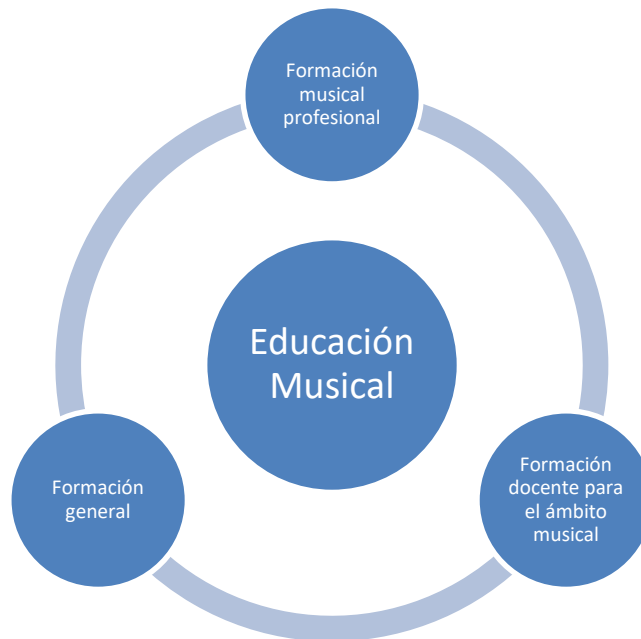 Formación
musical
profesional
Educación
Musical
Formación
general
Formación
docente para
el ámbito
musical